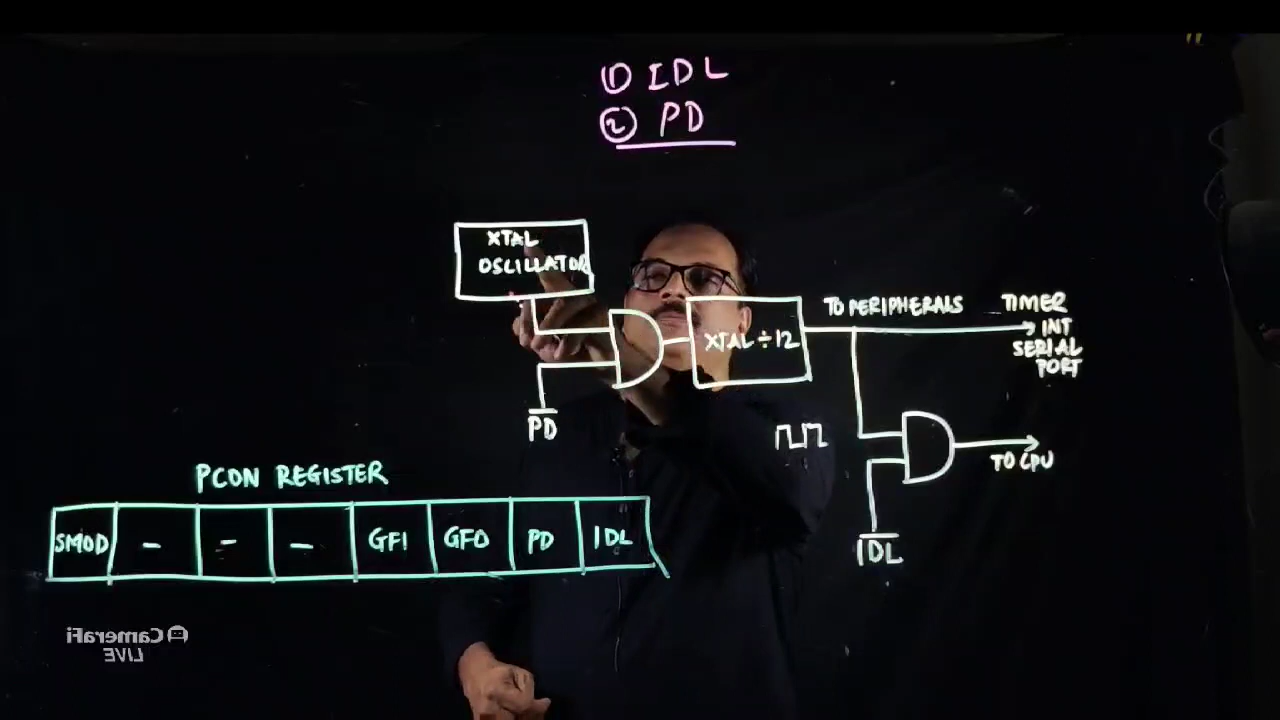 ① IDL
② PD
XTAL
OSCILLATOR
XTAL ÷ 12
TO PERIPHERALS
TIMER
INT
SERIAL
PORT
PD
TO CPU
IDL
PCON REGISTER
SMOD - - - GF1 GF0 PD IDL
CameraFi
LIVE